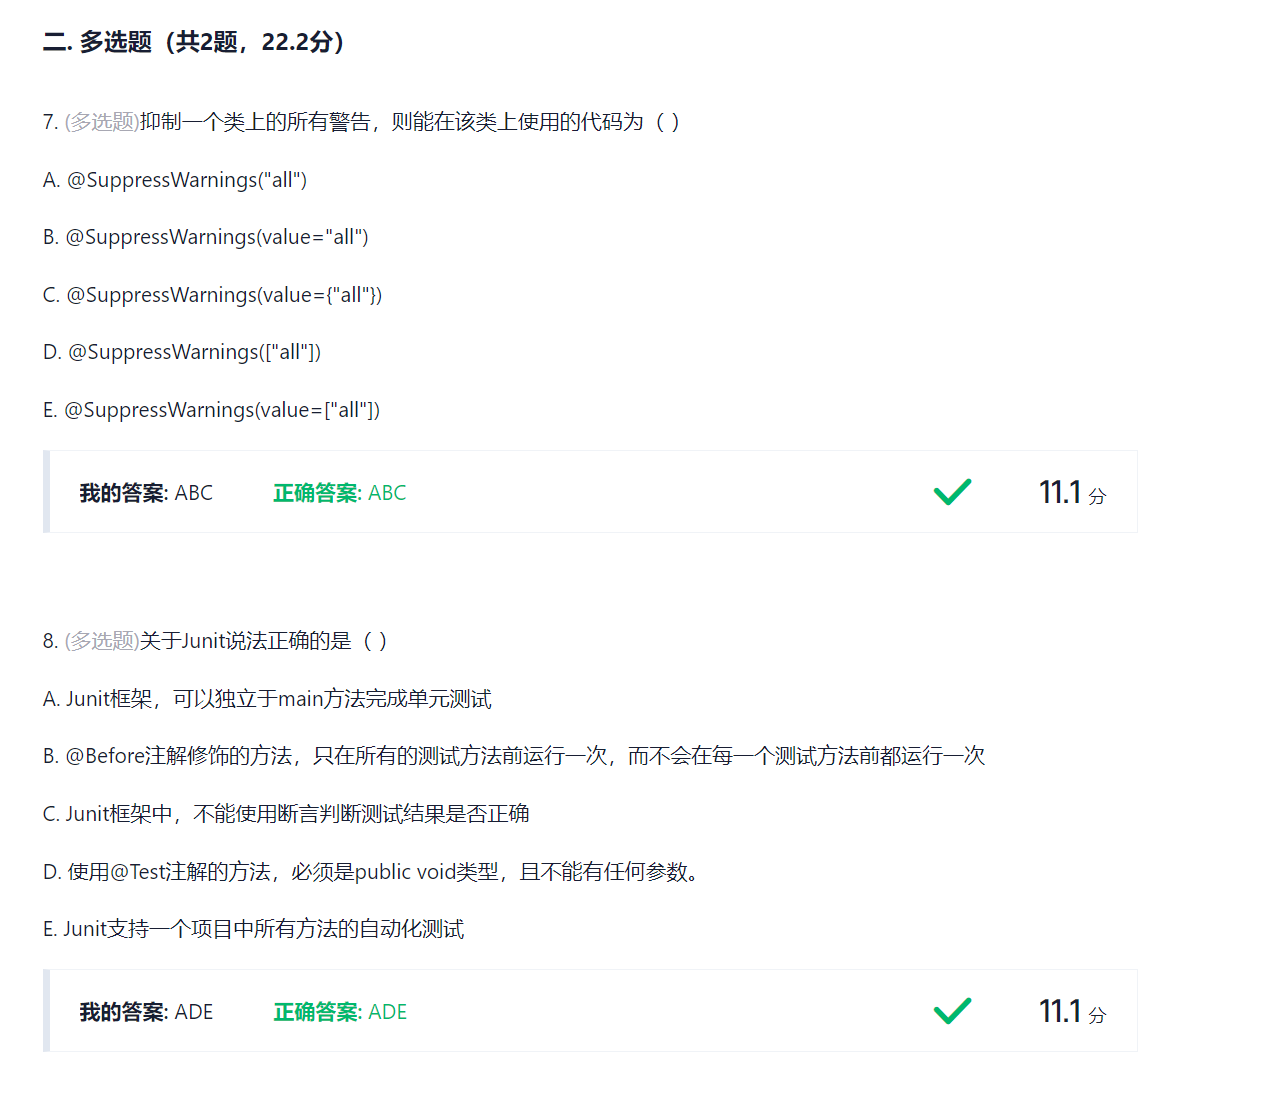 二. 多选题（共2题，22.2分）
7. (多选题)抑制一个类上的所有警告，则能在该类上使用的代码为（ ）
A. @SuppressWarnings("all")
B. @SuppressWarnings(value="all")
C. @SuppressWarnings(value={"all"})
D. @SuppressWarnings(["all"])
E. @SuppressWarnings(value=["all"])
我的答案: ABC 正确答案: ABC 11.1 分
8. (多选题)关于Junit说法正确的是（ ）
A. Junit框架，可以独立于main方法完成单元测试
B. @Before注解修饰的方法，只在所有的测试方法前运行一次，而不会在每一个测试方法前都运行一次
C. Junit框架中，不能使用断言判断测试结果是否正确
D. 使用@Test注解的方法，必须是public void类型，且不能有任何参数。
E. Junit支持一个项目中所有方法的自动化测试
我的答案: ADE 正确答案: ADE 11.1 分